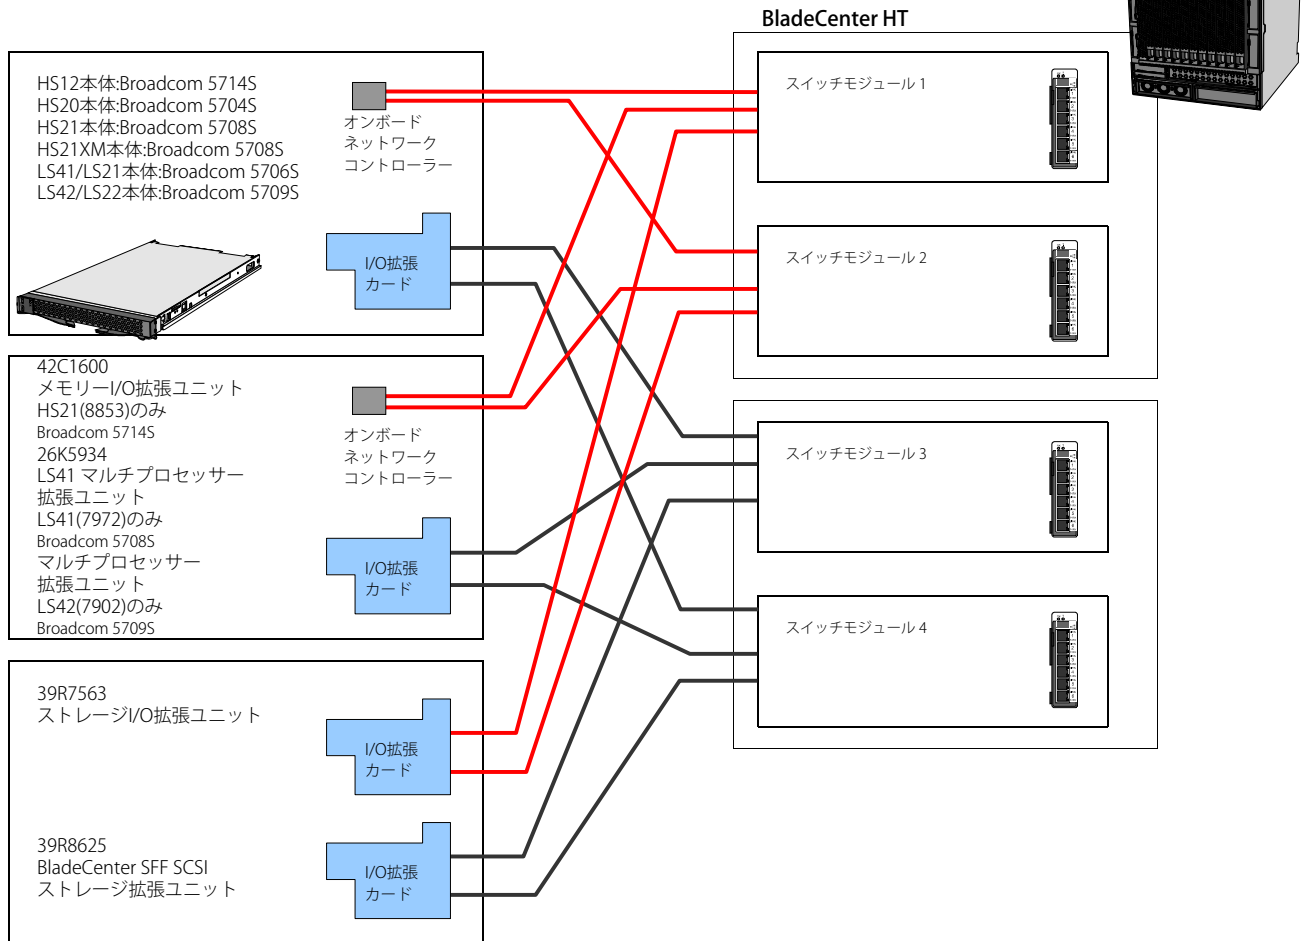 BladeCenter HT
HS12本体:Broadcom 5714S
HS20本体:Broadcom 5704S
HS21本体:Broadcom 5708S
HS21XM本体:Broadcom 5708S
LS41/LS21本体:Broadcom 5706S
LS42/LS22本体:Broadcom 5709S
オンボード
ネットワーク
コントローラー
I/O拡張
カード
42C1600
メモリーI/O拡張ユニット
HS21(8853)のみ
Broadcom 5714S
26K5934
LS41 マルチプロセッサー
拡張ユニット
LS41(7972)のみ
Broadcom 5708S
マルチプロセッサー
拡張ユニット
LS42(7902)のみ
Broadcom 5709S
オンボード
ネットワーク
コントローラー
I/O拡張
カード
39R7563
ストレージI/O拡張ユニット
I/O拡張
カード
39R8625
BladeCenter SFF SCSI
ストレージ拡張ユニット
I/O拡張
カード
スイッチモジュール 1
スイッチモジュール 2
スイッチモジュール 3
スイッチモジュール 4